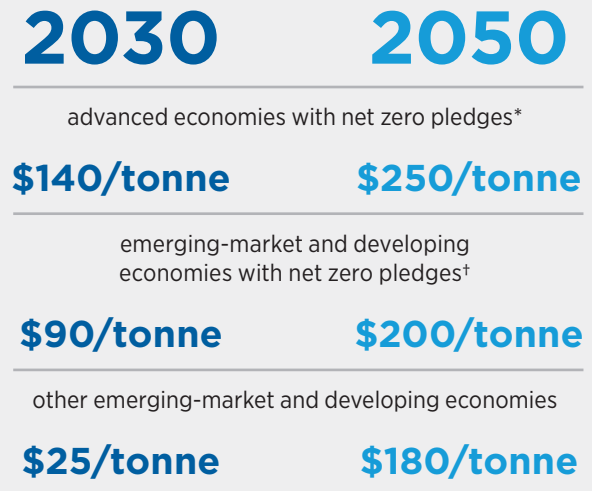 2030 2050
advanced economies with net zero pledges*
$140/tonne $250/tonne
emerging-market and developing
economies with net zero pledges†
$90/tonne $200/tonne
other emerging-market and developing economies
$25/tonne $180/tonne